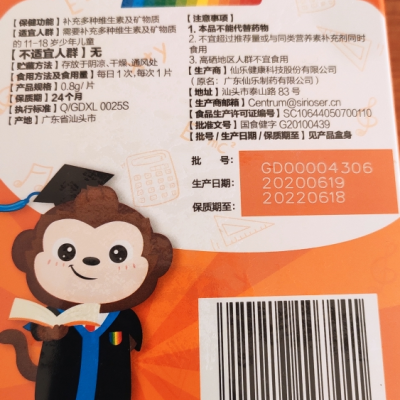 【保健功能】补充多种维生素及矿物质
【适宜人群】需要补充多种维生素及矿物质
的11-18岁少年儿童
【不适宜人群】无
【贮藏方法】存放于阴凉、干燥、通风处
【食用方法及食用量】每日1次，每次1片
【产品规格】0.8g/片
【保质期】24个月
【执行标准】Q/GDXL 0025S
【产地】广东省汕头市
【注意事项】
1. 本品不能代替药物
2. 不宜超过推荐量或与同类营养素补充剂同时
食用
3. 高硒地区人群不宜食用
【生产商】仙乐健康科技股份有限公司
（原名：广东仙乐制药有限公司）
【地址】汕头市泰山路83号
【生产商邮箱】Centrum@sirioser.cn
【食品生产许可证编号】SC10644050700110
【批准文号】国食健字G20100439
【批号/生产日期/保质期至】见产品盒身
批 号： GD00004306
生产日期： 20200619
保质期至： 20220618